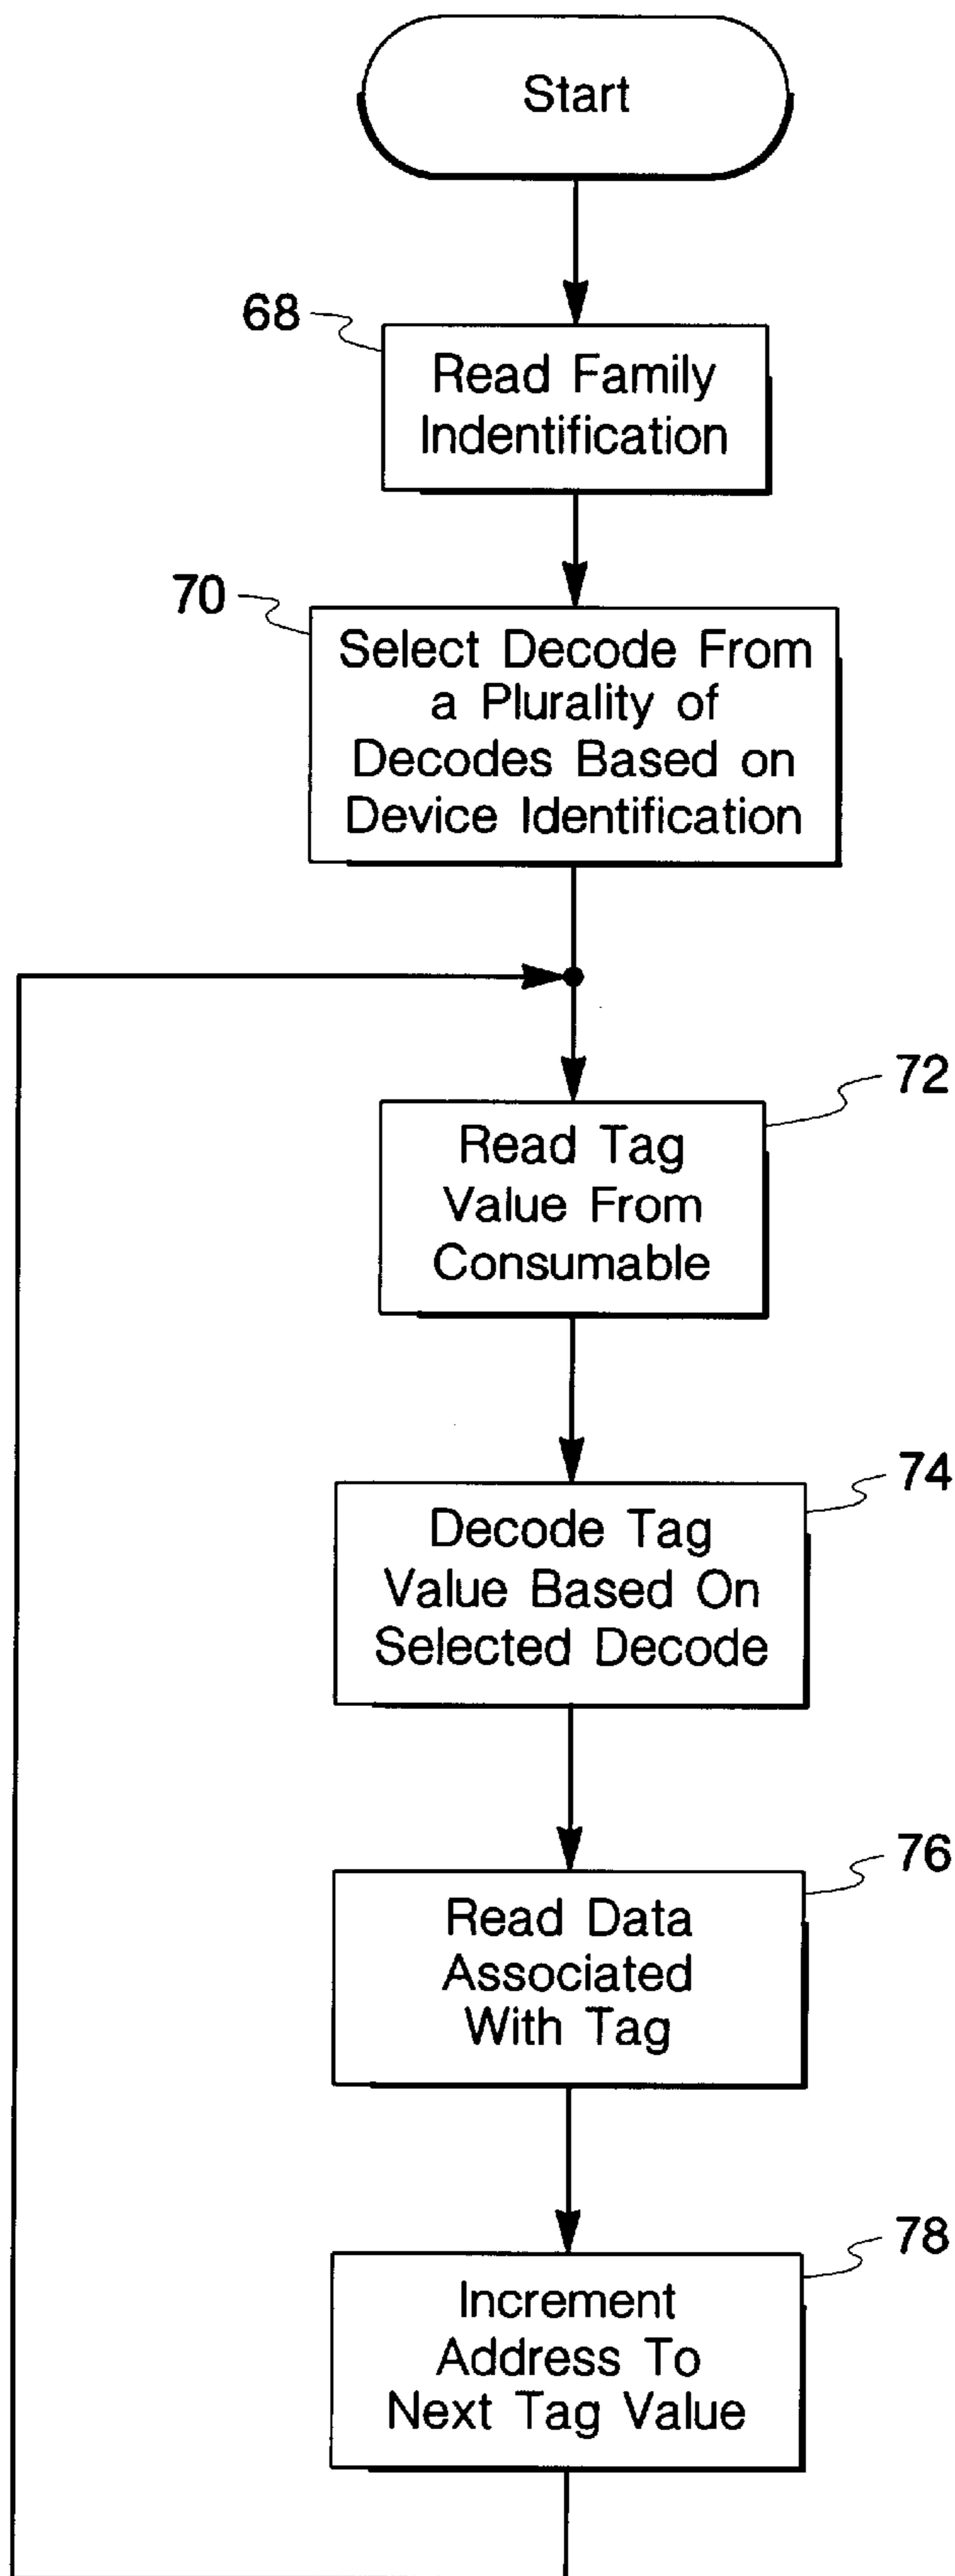 Start
68
Read Family
Indentification
70
Select Decode From
a Plurality of
Decodes Based on
Device Identification
72
Read Tag
Value From
Consumable
74
Decode Tag
Value Based On
Selected Decode
76
Read Data
Associated
With Tag
78
Increment
Address To
Next Tag Value